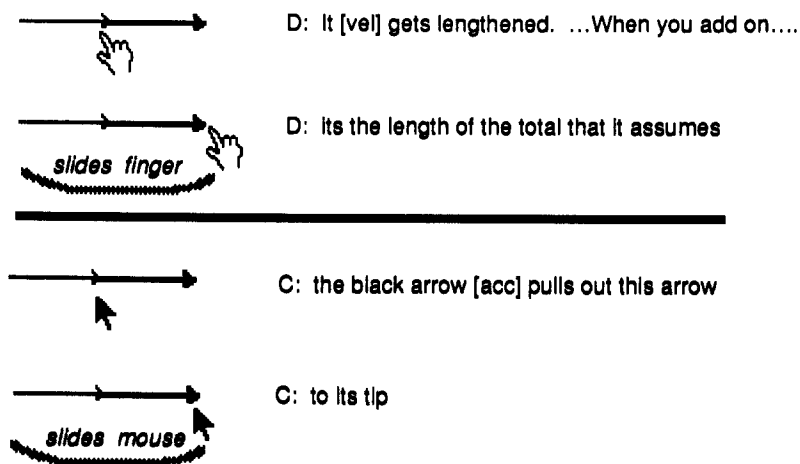 D: It [vel] gets lengthened. ...When you add on....
D: its the length of the total that it assumes
slides finger
C: the black arrow [acc] pulls out this arrow
C: to its tip
slides mouse